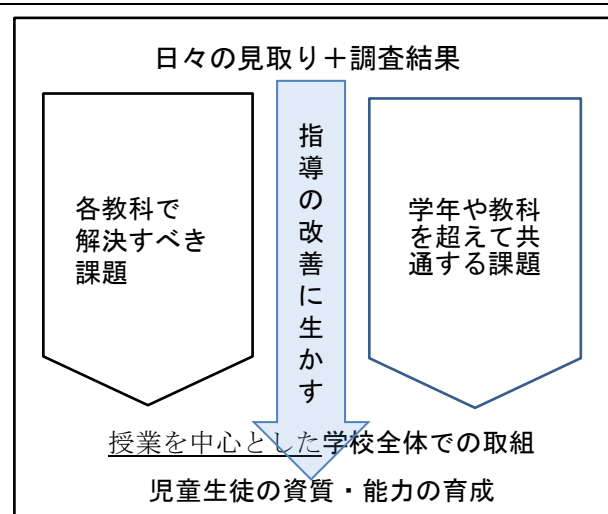 日々の見取り＋調査結果
各教科で
解決すべき
課題
指導の改善に生かす
学年や教科
を超えて共
通する課題
授業を中心とした学校全体での取組
児童生徒の資質・能力の育成